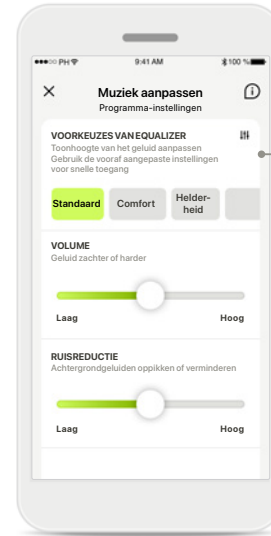 PH 9:41 AM 100 %
Muziek aanpassen
Programma-instellingen
VOORKEUZES VAN EQUALIZER
Toonhoogte van het geluid aanpassen
Gebruik de vooraf aangepaste instellingen
voor snelle toegang
Standaard Comfort Helder-
heid
VOLUME
Geluid zachter of harder
Laag Hoog
RUISREDUCTIE
Achtergrondgeluiden oppikken of verminderen
Laag Hoog